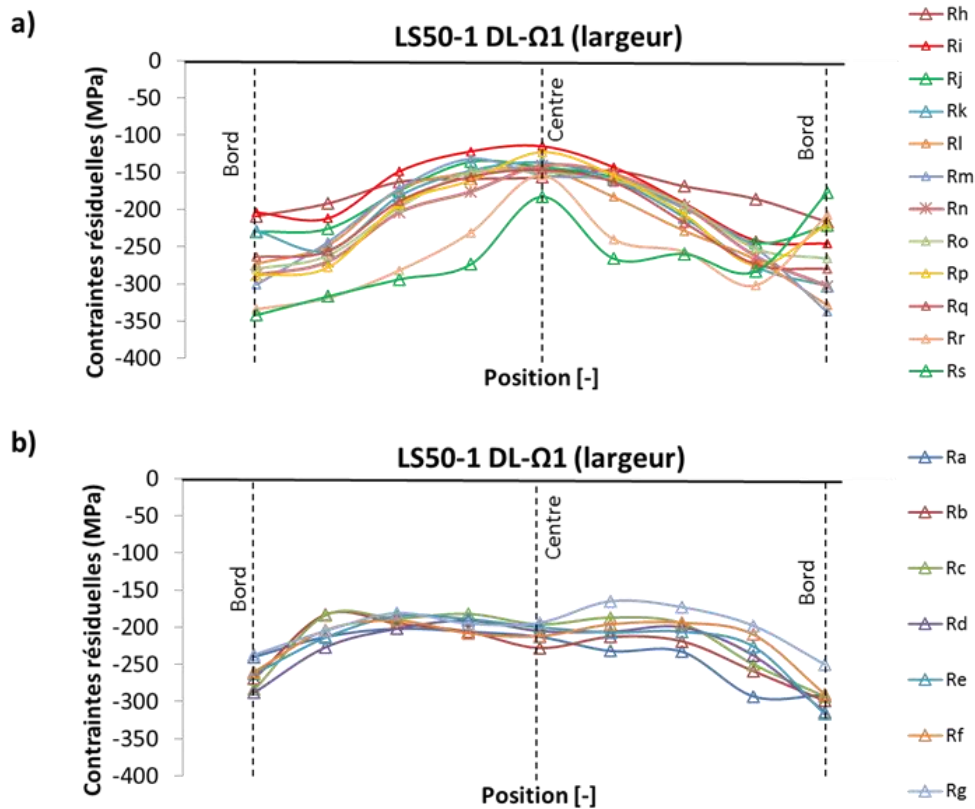 a)
LS50-1 DL-Ω1 (largeur)
Contraintes résiduelles (MPa)
0
-50
-100
-150
-200
-250
-300
-350
-400
Bord
Centre
Bord
Position [-]
Rh
Ri
Rj
Rk
Rl
Rm
Rn
Ro
Rp
Rq
Rr
Rs
b)
LS50-1 DL-Ω1 (largeur)
Contraintes résiduelles (MPa)
0
-50
-100
-150
-200
-250
-300
-350
-400
Bord
Centre
Bord
Position [-]
Ra
Rb
Rc
Rd
Re
Rf
Rg